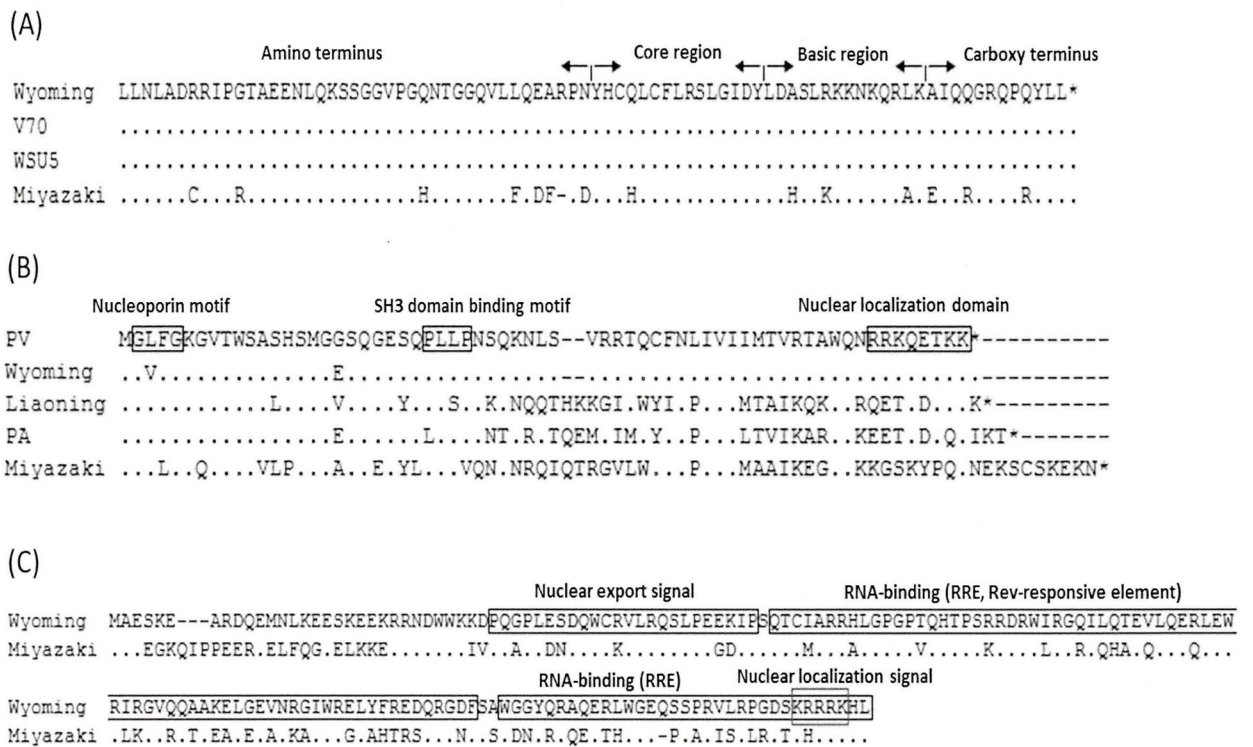 (A)
Amino terminus Core region Basic region Carboxy terminus
Wyoming LLNLADRRIPGTAEENLQKSSGGVPGQNTGGQVLLQEARPNYHCQLCFLRSLGIDYLDASLRKKNKQRLKAIQQGRQPQYLL*
V70 ..................................................................................
WSU5 ..................................................................................
Miyazaki ......C...R...............H.......F.DF-.D...H.............H..K......A.E..R....R....
(B)
Nucleoporin motif SH3 domain binding motif Nuclear localization domain
PV MGLFGKGVTWSASHSMGGSQGESQPLLPNSQKNLS--VRRTQCFNLIVIIMTVRTAWQNRRKQETKK*-----------
Wyoming ..V...............E..................--..................................-----------
Liaoning .............L....V....Y...S..K.NQQTHKKGI.WYI.P...MTAIKQK..RQET.D...K*----------
PA ..................E.......L....NT.R.TQEM.IM.Y..P...LTVIKAR..KEET.D.Q.IKT*-------
Miyazaki ...L..Q....VLP...A..E.YL...VQN.NRQIQTRGVLW...P...MAAIKEG..KKGSKYPQ.NEKSCSKEKN*
(C)
Nuclear export signal RNA-binding (RRE, Rev-responsive element)
Wyoming MAESKE---ARDQEMNLKEESKEEKRRNDWWKKDPQGPLESDQWCRVLRQSLPEEKIPSQTCIARRHLGPGPTQHTPSRRDRWIRGQILQTEVLQERLEW
Miyazaki ...EGKQIPPEER.ELFQG.ELKKE.......IV..A..DN....K........GD......M...A.....V.....K....L..R.QHA.Q...Q...
RNA-binding (RRE) Nuclear localization signal
Wyoming RIRGVQQAAKELGEVNRGIWRELYFREDQRGDFSAWGGYQRAQERLWGEQSSPRVLRPGDSKRRRKHL
Miyazaki .LK..R.T.EA.E.A.KA...G.AHTRS...N..S.DN.R.QE.TH...-P.A.IS.LR.T.H.....